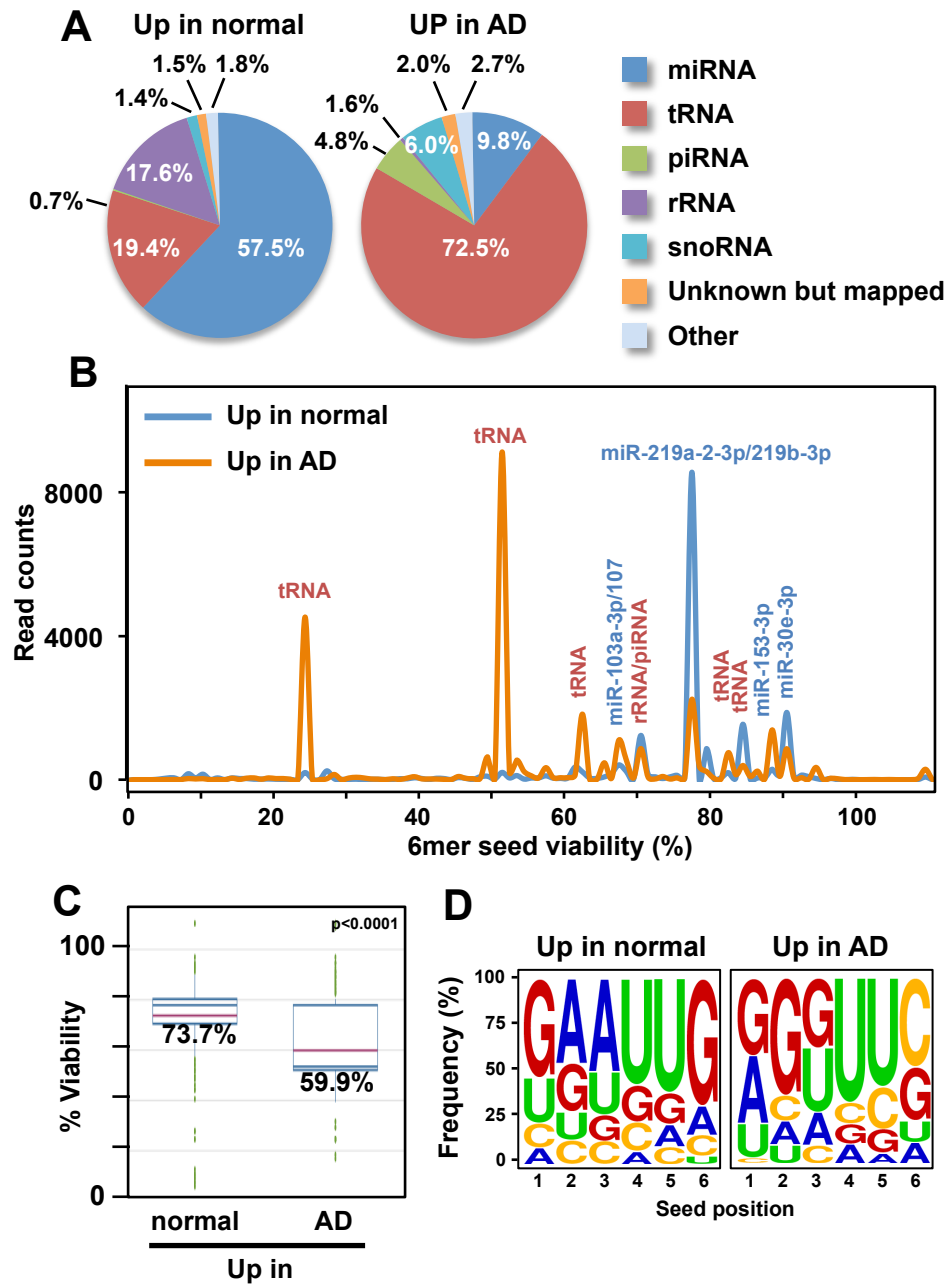 A
Up in normal
UP in AD
1.5%
1.8%
2.0%
2.7%
1.4%
1.6%
4.8%
6.0%
9.8%
17.6%
0.7%
19.4%
57.5%
72.5%
miRNA
tRNA
piRNA
rRNA
snoRNA
Unknown but mapped
Other
B
Up in normal
Up in AD
tRNA
tRNA
tRNA
miR-103a-3p/107
rRNA/piRNA
miR-219a-2-3p/219b-3p
tRNA
tRNA
miR-153-3p
miR-30e-3p
Read counts
8000
4000
0
0
20
40
60
80
100
6mer seed viability (%)
C
p<0.0001
% Viability
100
0
73.7%
59.9%
normal
AD
Up in
D
Up in normal
Up in AD
Frequency (%)
100
75
50
25
0
G A A U U G
U G U G G A
C U G C A C
A C C A C U
G G G U U C
A C U C C G
U A A G G U
C U C A A A
1 2 3 4 5 6
1 2 3 4 5 6
Seed position